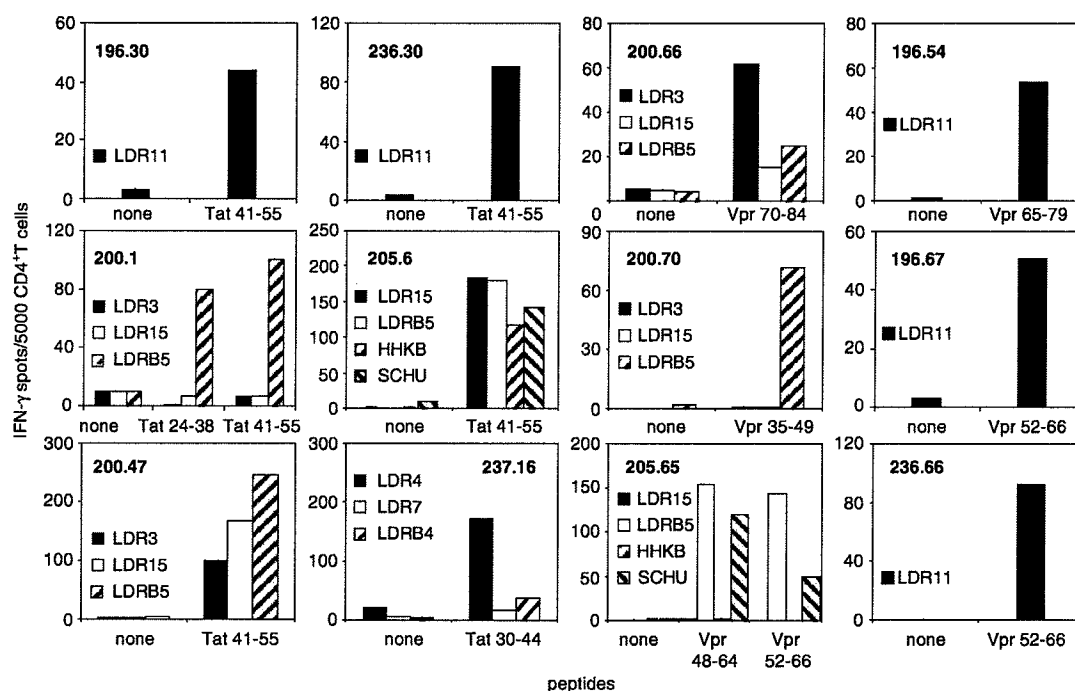 IFN-γ spots/5000 CD4+T cells
60
40
20
0
196.30
LDR11
none Tat 41-55
120
90
60
30
0
236.30
LDR11
none Tat 41-55
80
60
40
20
0
200.66
LDR3
LDR15
LDRB5
none Vpr 70-84
80
60
40
20
0
196.54
LDR11
none Vpr 65-79
120
80
40
0
200.1
LDR3
LDR15
LDRB5
none Tat 24-38 Tat 41-55
250
200
150
100
50
0
205.6
LDR15
LDRB5
HHKB
SCHU
none Tat 41-55
90
60
30
0
200.70
LDR3
LDR15
LDRB5
none Vpr 35-49
60
40
20
0
196.67
LDR11
none Vpr 52-66
300
200
100
0
200.47
LDR3
LDR15
LDRB5
none Tat 41-55
300
200
100
0
237.16
LDR4
LDR7
LDRB4
none Tat 30-44
200
150
100
50
0
205.65
LDR15
LDRB5
HHKB
SCHU
none Vpr Vpr
48-64 52-66
120
80
40
0
236.66
LDR11
none Vpr 52-66
peptides